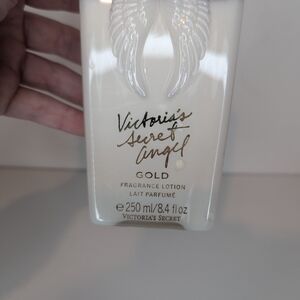 Victoria's
Secret
Angel
GOLD
FRAGRANCE LOTION
LAIT PARFUMÉ
e 250 ml/8.4 fl oz
VICTORIA'S SECRET